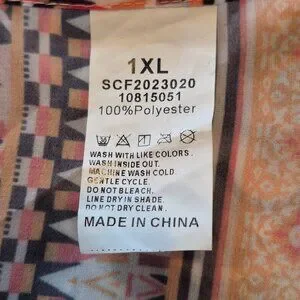 1XL
SCF2023020
10815051
100%Polyester
WASH WITH LIKE COLORS.
WASH INSIDE OUT.
MACHINE WASH COLD.
GENTLE CYCLE.
DO NOT BLEACH.
LINE DRY IN SHADE.
DO NOT DRY CLEAN.
MADE IN CHINA